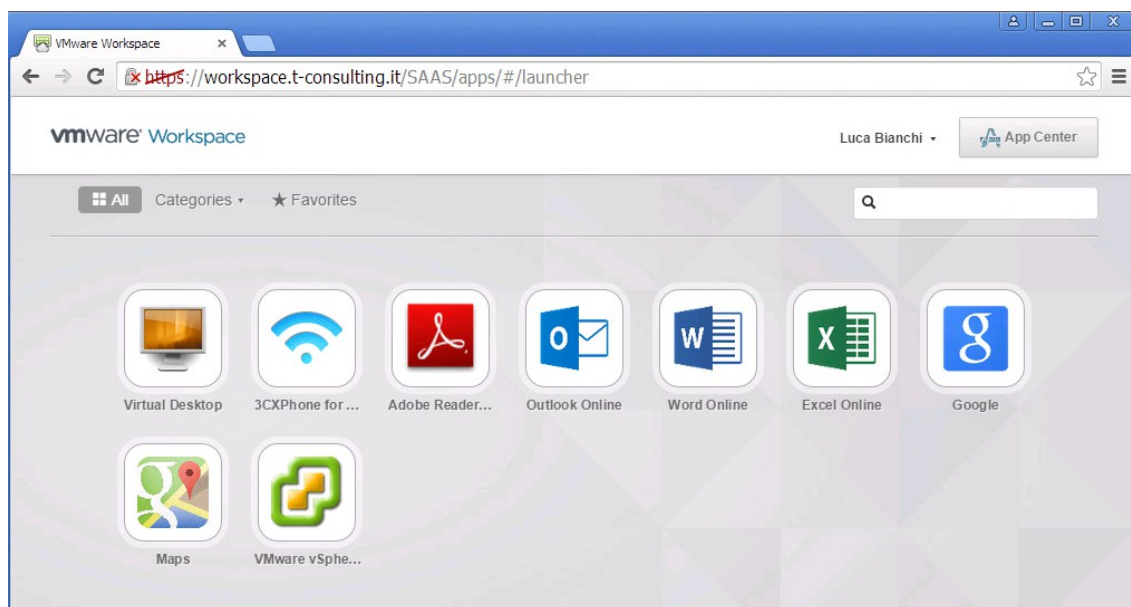 VMware Workspace
https://workspace.t-consulting.it/SAAS/apps/#/launcher
vmware® Workspace
Luca Bianchi
App Center
All Categories Favorites
Virtual Desktop 3CXPhone for ... Adobe Reader... Outlook Online Word Online Excel Online Google
Maps VMware vSphe...